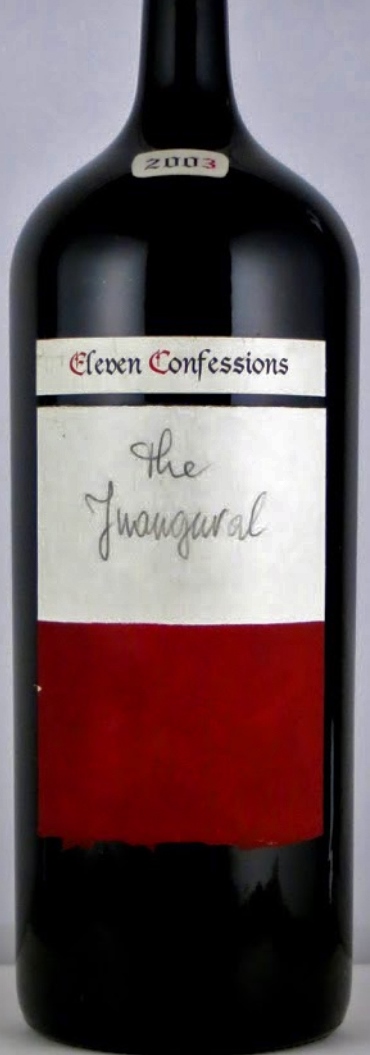 2003
Eleven Confessions
The
Inaugural